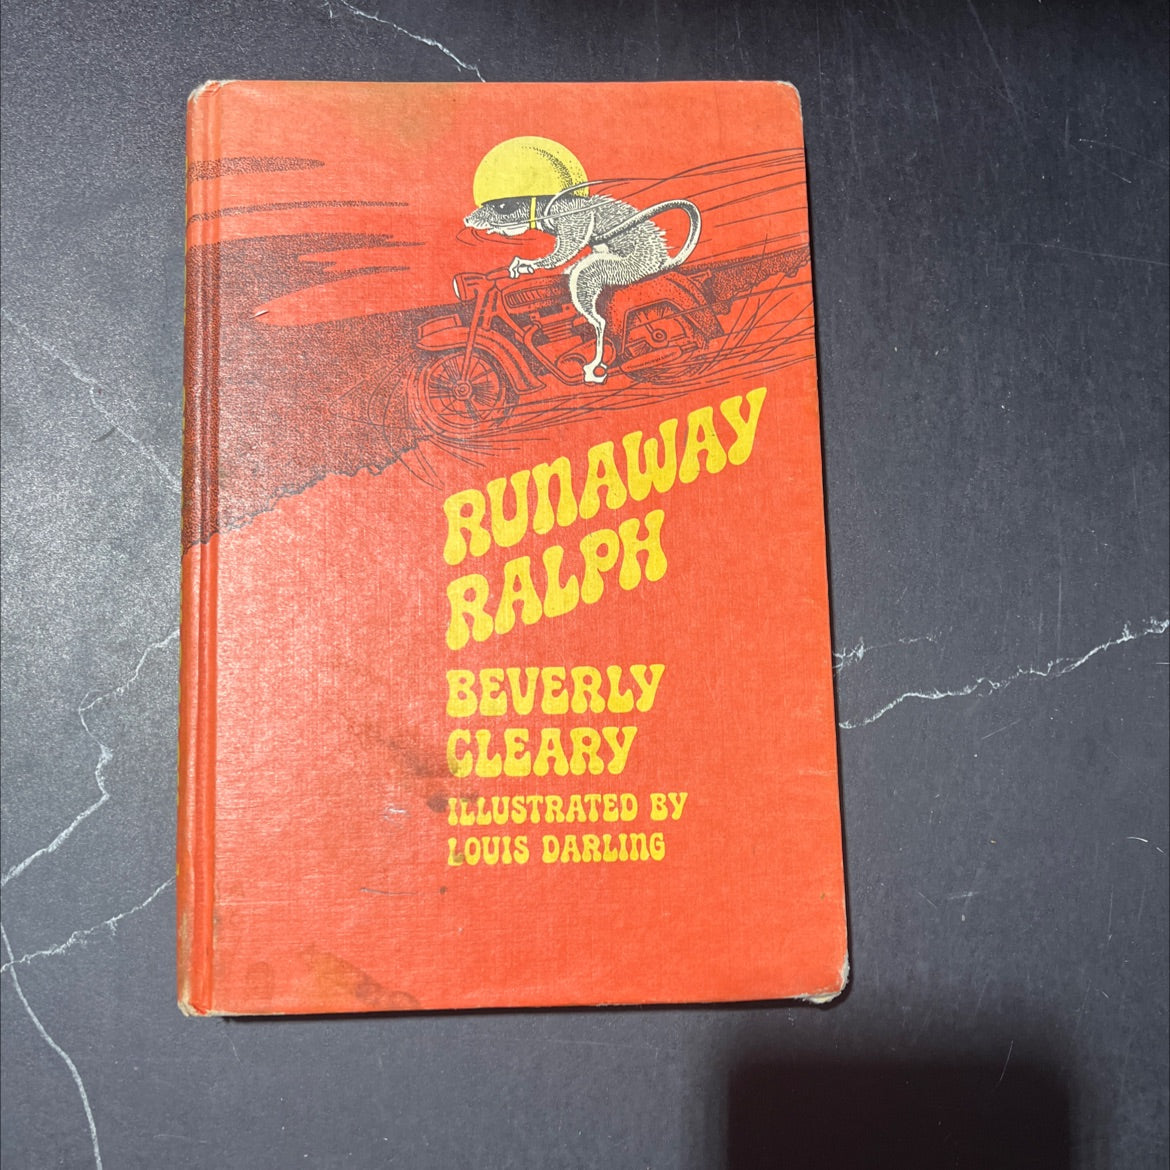 RUNAWAY
RALPH
BEVERLY
CLEARY
ILLUSTRATED BY
LOUIS DARLING